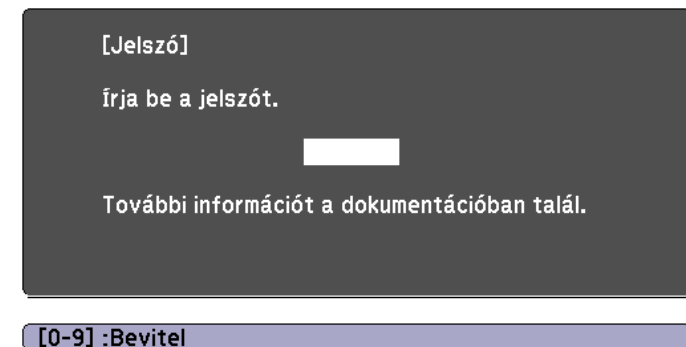 [Jelszó]
Írja be a jelszót.
További információt a dokumentációban talál.
[0-9] :Bevitel